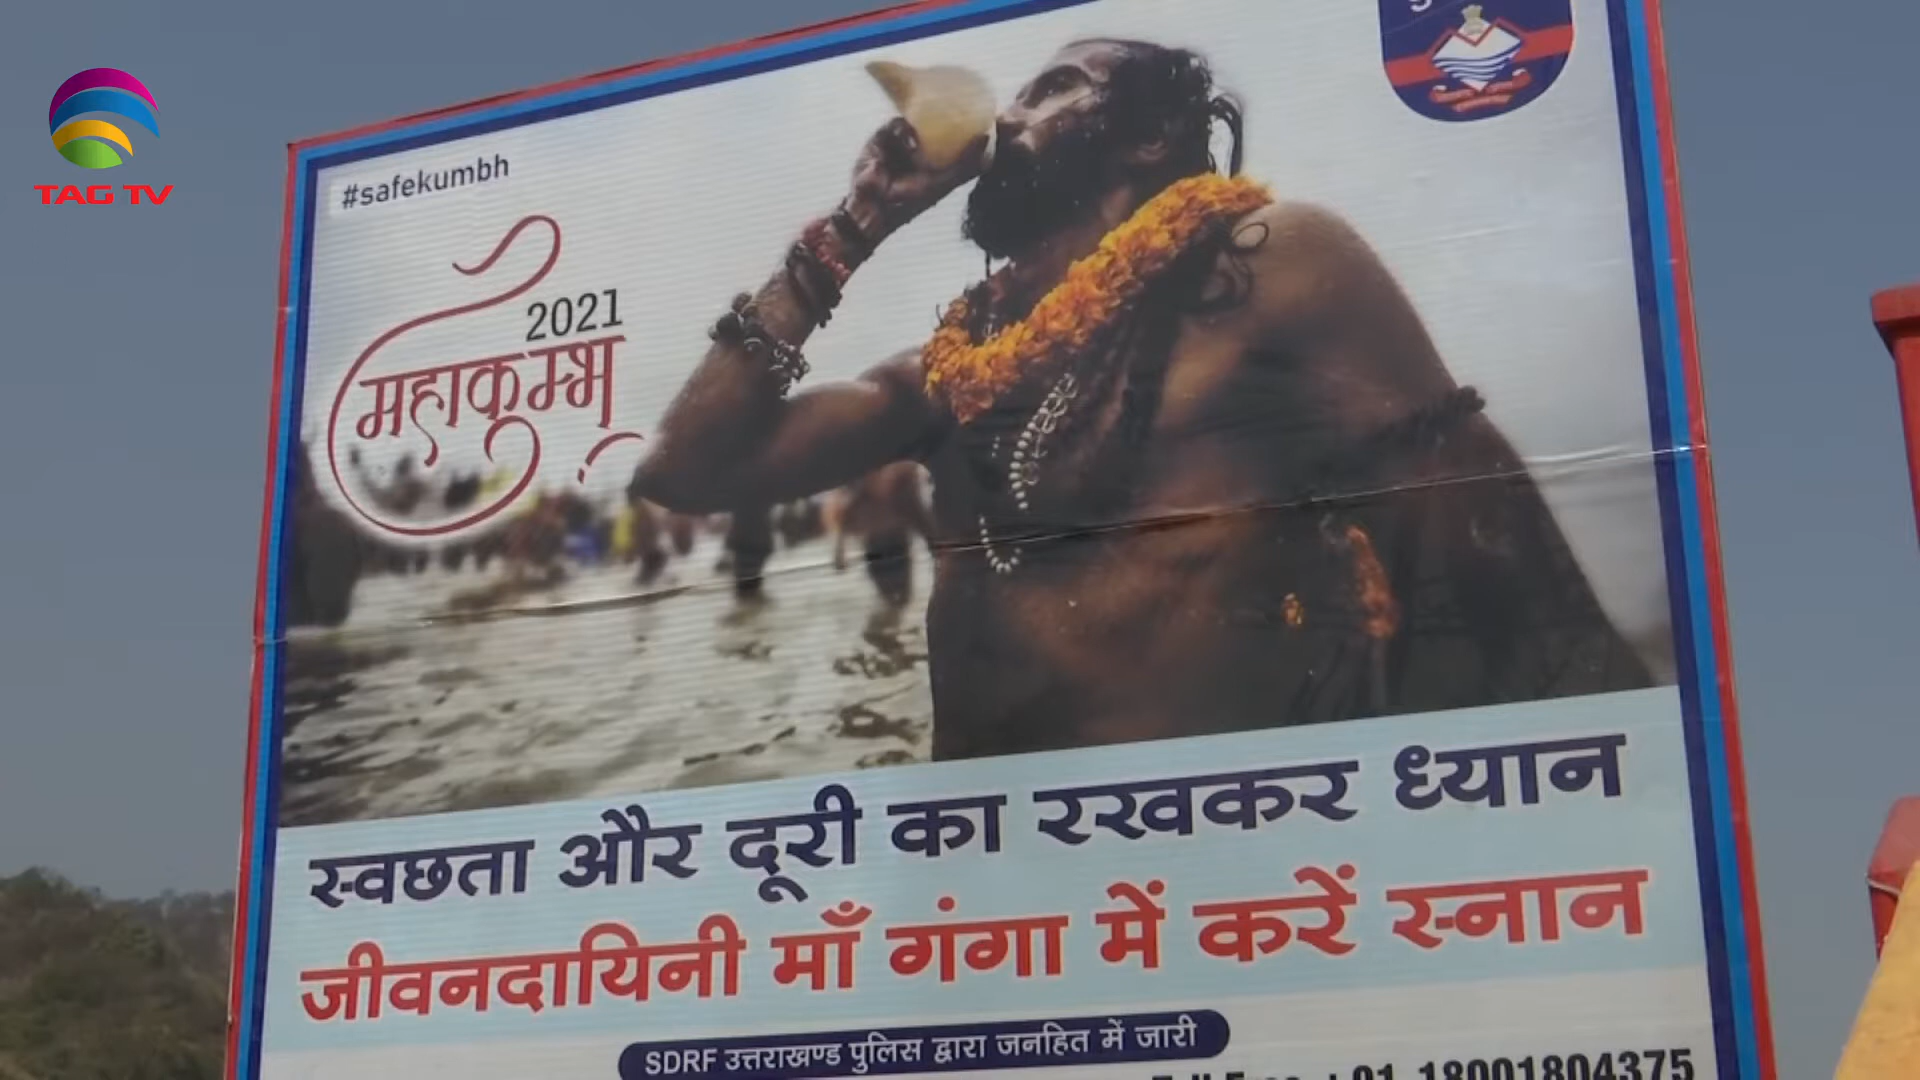 TAG TV
#safekumbh
2021
महाकुम्भ
स्वछता और दूरी का रखकर ध्यान
जीवनदायिनी माँ गंगा में करें स्नान
SDRF उत्तराखण्ड पुलिस द्वारा जनहित में जारी
18001804375